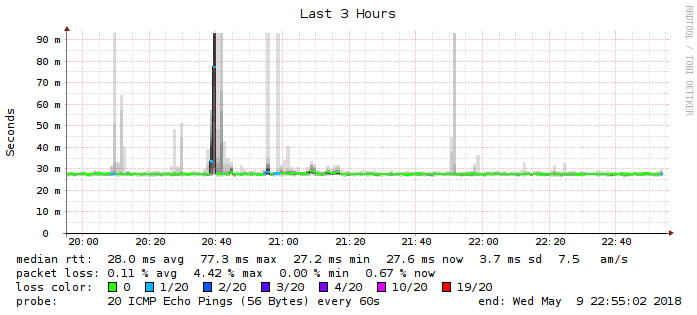 Last 3 Hours
RRDTOOL / TOBI OETIKER
Seconds
90 m
80 m
70 m
60 m
50 m
40 m
30 m
20 m
10 m
0
20:00 20:20 20:40 21:00 21:20 21:40 22:00 22:20 22:40
median rtt: 28.0 ms avg 77.3 ms max 27.2 ms min 27.6 ms now 3.7 ms sd 7.5 am/s
packet loss: 0.11 % avg 4.42 % max 0.00 % min 0.67 % now
loss color: 0 1/20 2/20 3/20 4/20 10/20 19/20
probe: 20 ICMP Echo Pings (56 Bytes) every 60s end: Wed May 9 22:55:02 2018